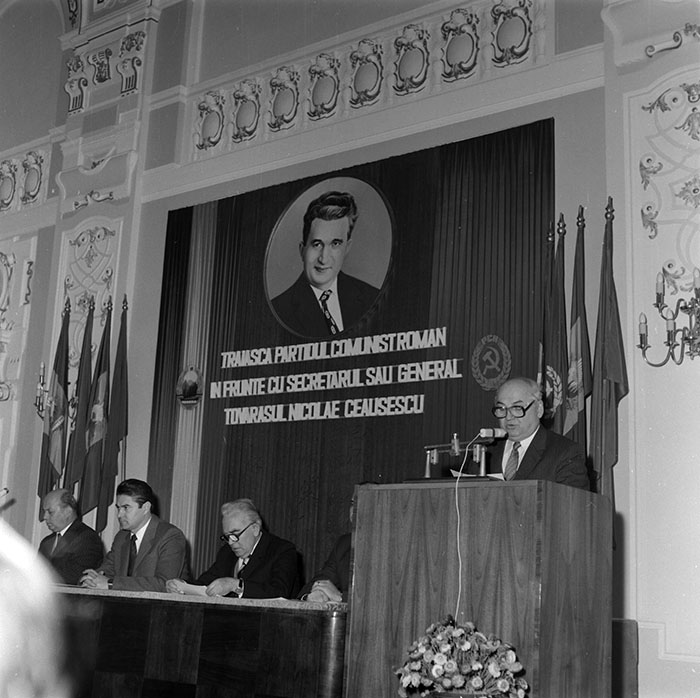 TRAIASCA PARTIDUL COMUNIST ROMAN
IN FRUNTE CU SECRETARUL SAU GENERAL
TOVARASUL NICOLAE CEAUSESCU
P.C.R.